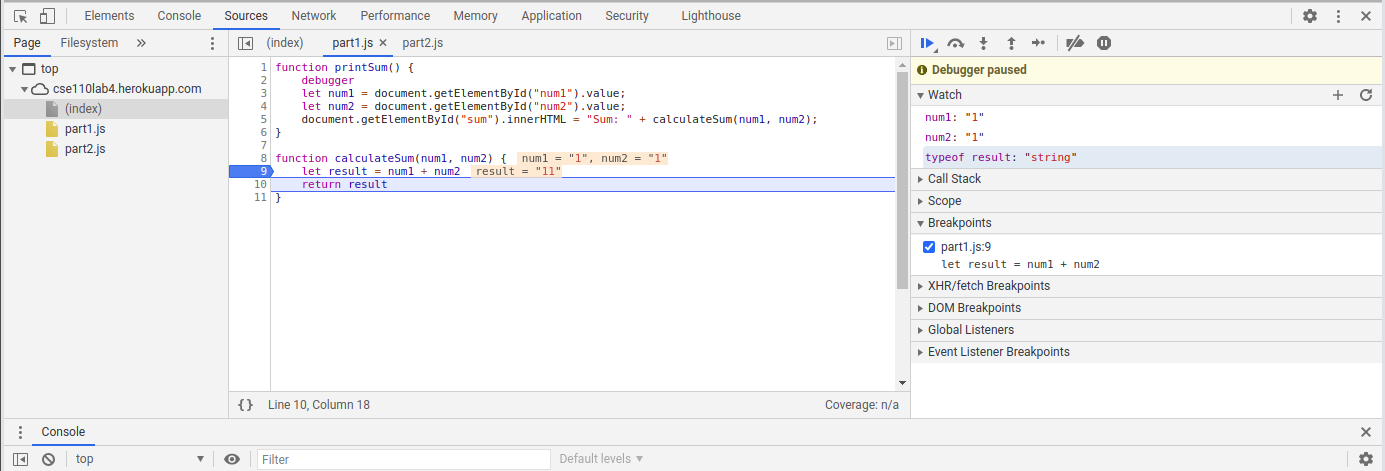 Elements Console Sources Network Performance Memory Application Security Lighthouse
Page Filesystem »
top
cse110lab4.herokuapp.com
(index)
part1.js
part2.js
(index) part1.js × part2.js
1 function printSum() {
2 debugger
3 let num1 = document.getElementById("num1").value;
4 let num2 = document.getElementById("num2").value;
5 document.getElementById("sum").innerHTML = "Sum: " + calculateSum(num1, num2);
6 }
7
8 function calculateSum(num1, num2) { num1 = "1", num2 = "1"
9 let result = num1 + num2 result = "11"
10 return result
11 }
{} Line 10, Column 18 Coverage: n/a
Debugger paused
Watch
num1: "1"
num2: "1"
typeof result: "string"
Call Stack
Scope
Breakpoints
part1.js:9
let result = num1 + num2
XHR/fetch Breakpoints
DOM Breakpoints
Global Listeners
Event Listener Breakpoints
Console
top Filter Default levels